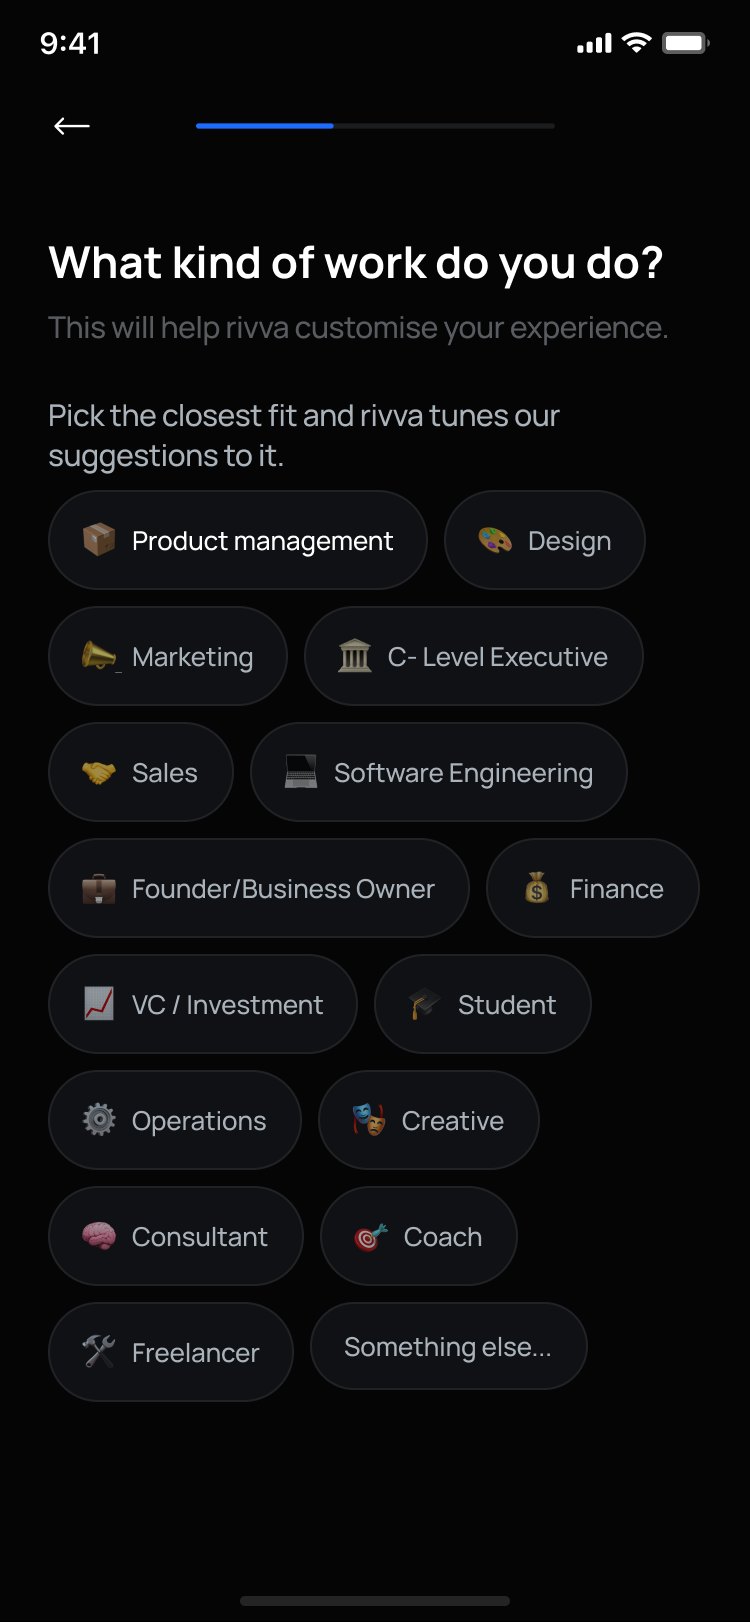 9:41
What kind of work do you do?
This will help rivva customise your experience.
Pick the closest fit and rivva tunes our
suggestions to it.
Product management
Design
Marketing
C- Level Executive
Sales
Software Engineering
Founder/Business Owner
Finance
VC / Investment
Student
Operations
Creative
Consultant
Coach
Freelancer
Something else...